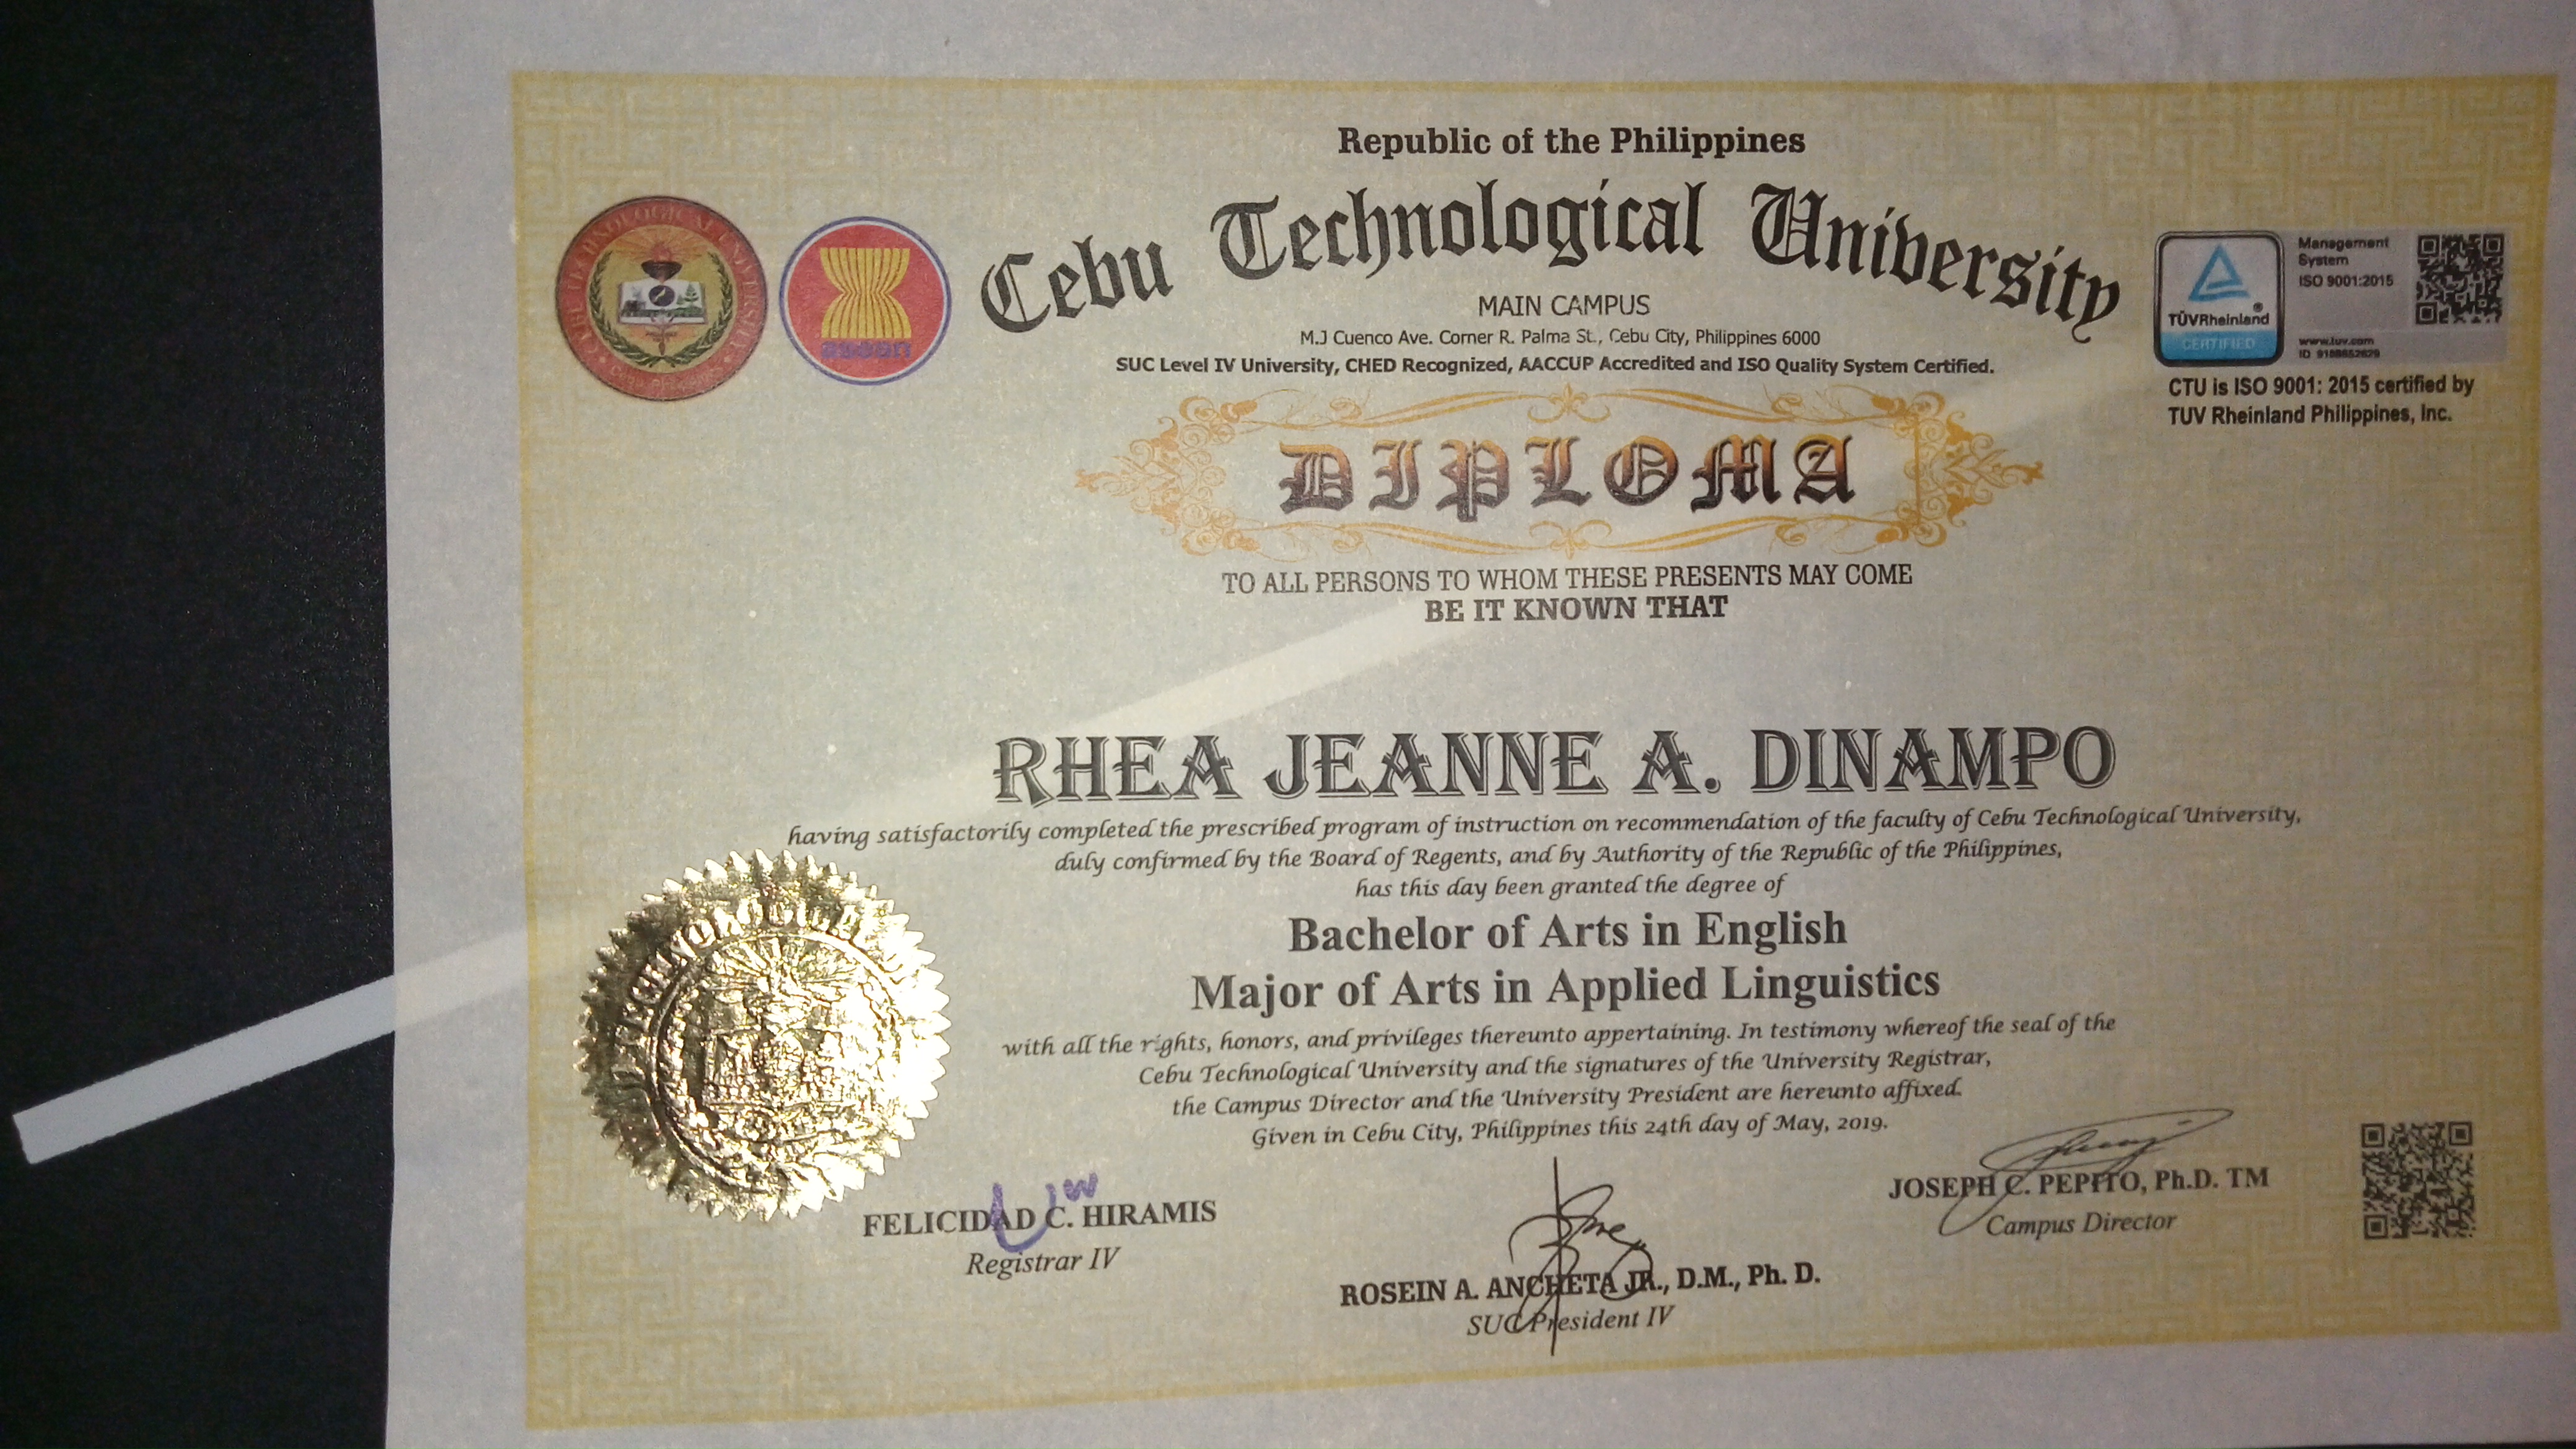 Republic of the Philippines
Cebu Technological University
MAIN CAMPUS
M.J Cuenco Ave. Corner R. Palma St., Cebu City, Philippines 6000
SUC Level IV University, CHED Recognized, AACCUP Accredited and ISO Quality System Certified.
asean
TÜVRheinland®
CERTIFIED
Management
System
ISO 9001:2015
www.tuv.com
ID
CTU is ISO 9001: 2015 certified by
TUV Rheinland Philippines, Inc.
DIPLOMA
TO ALL PERSONS TO WHOM THESE PRESENTS MAY COME
BE IT KNOWN THAT
RHEA JEANNE A. DINAMPO
having satisfactorily completed the prescribed program of instruction on recommendation of the faculty of Cebu Technological University,
duly confirmed by the Board of Regents, and by Authority of the Republic of the Philippines,
has this day been granted the degree of
Bachelor of Arts in English
Major of Arts in Applied Linguistics
with all the rights, honors, and privileges thereunto appertaining. In testimony whereof the seal of the
Cebu Technological University and the signatures of the University Registrar,
the Campus Director and the University President are hereunto affixed.
Given in Cebu City, Philippines this 24th day of May, 2019.
FELICIDAD C. HIRAMIS
Registrar IV
ROSEIN A. ANCHETA JR., D.M., Ph. D.
SUC President IV
JOSEPH C. PEPITO, Ph.D. TM
Campus Director